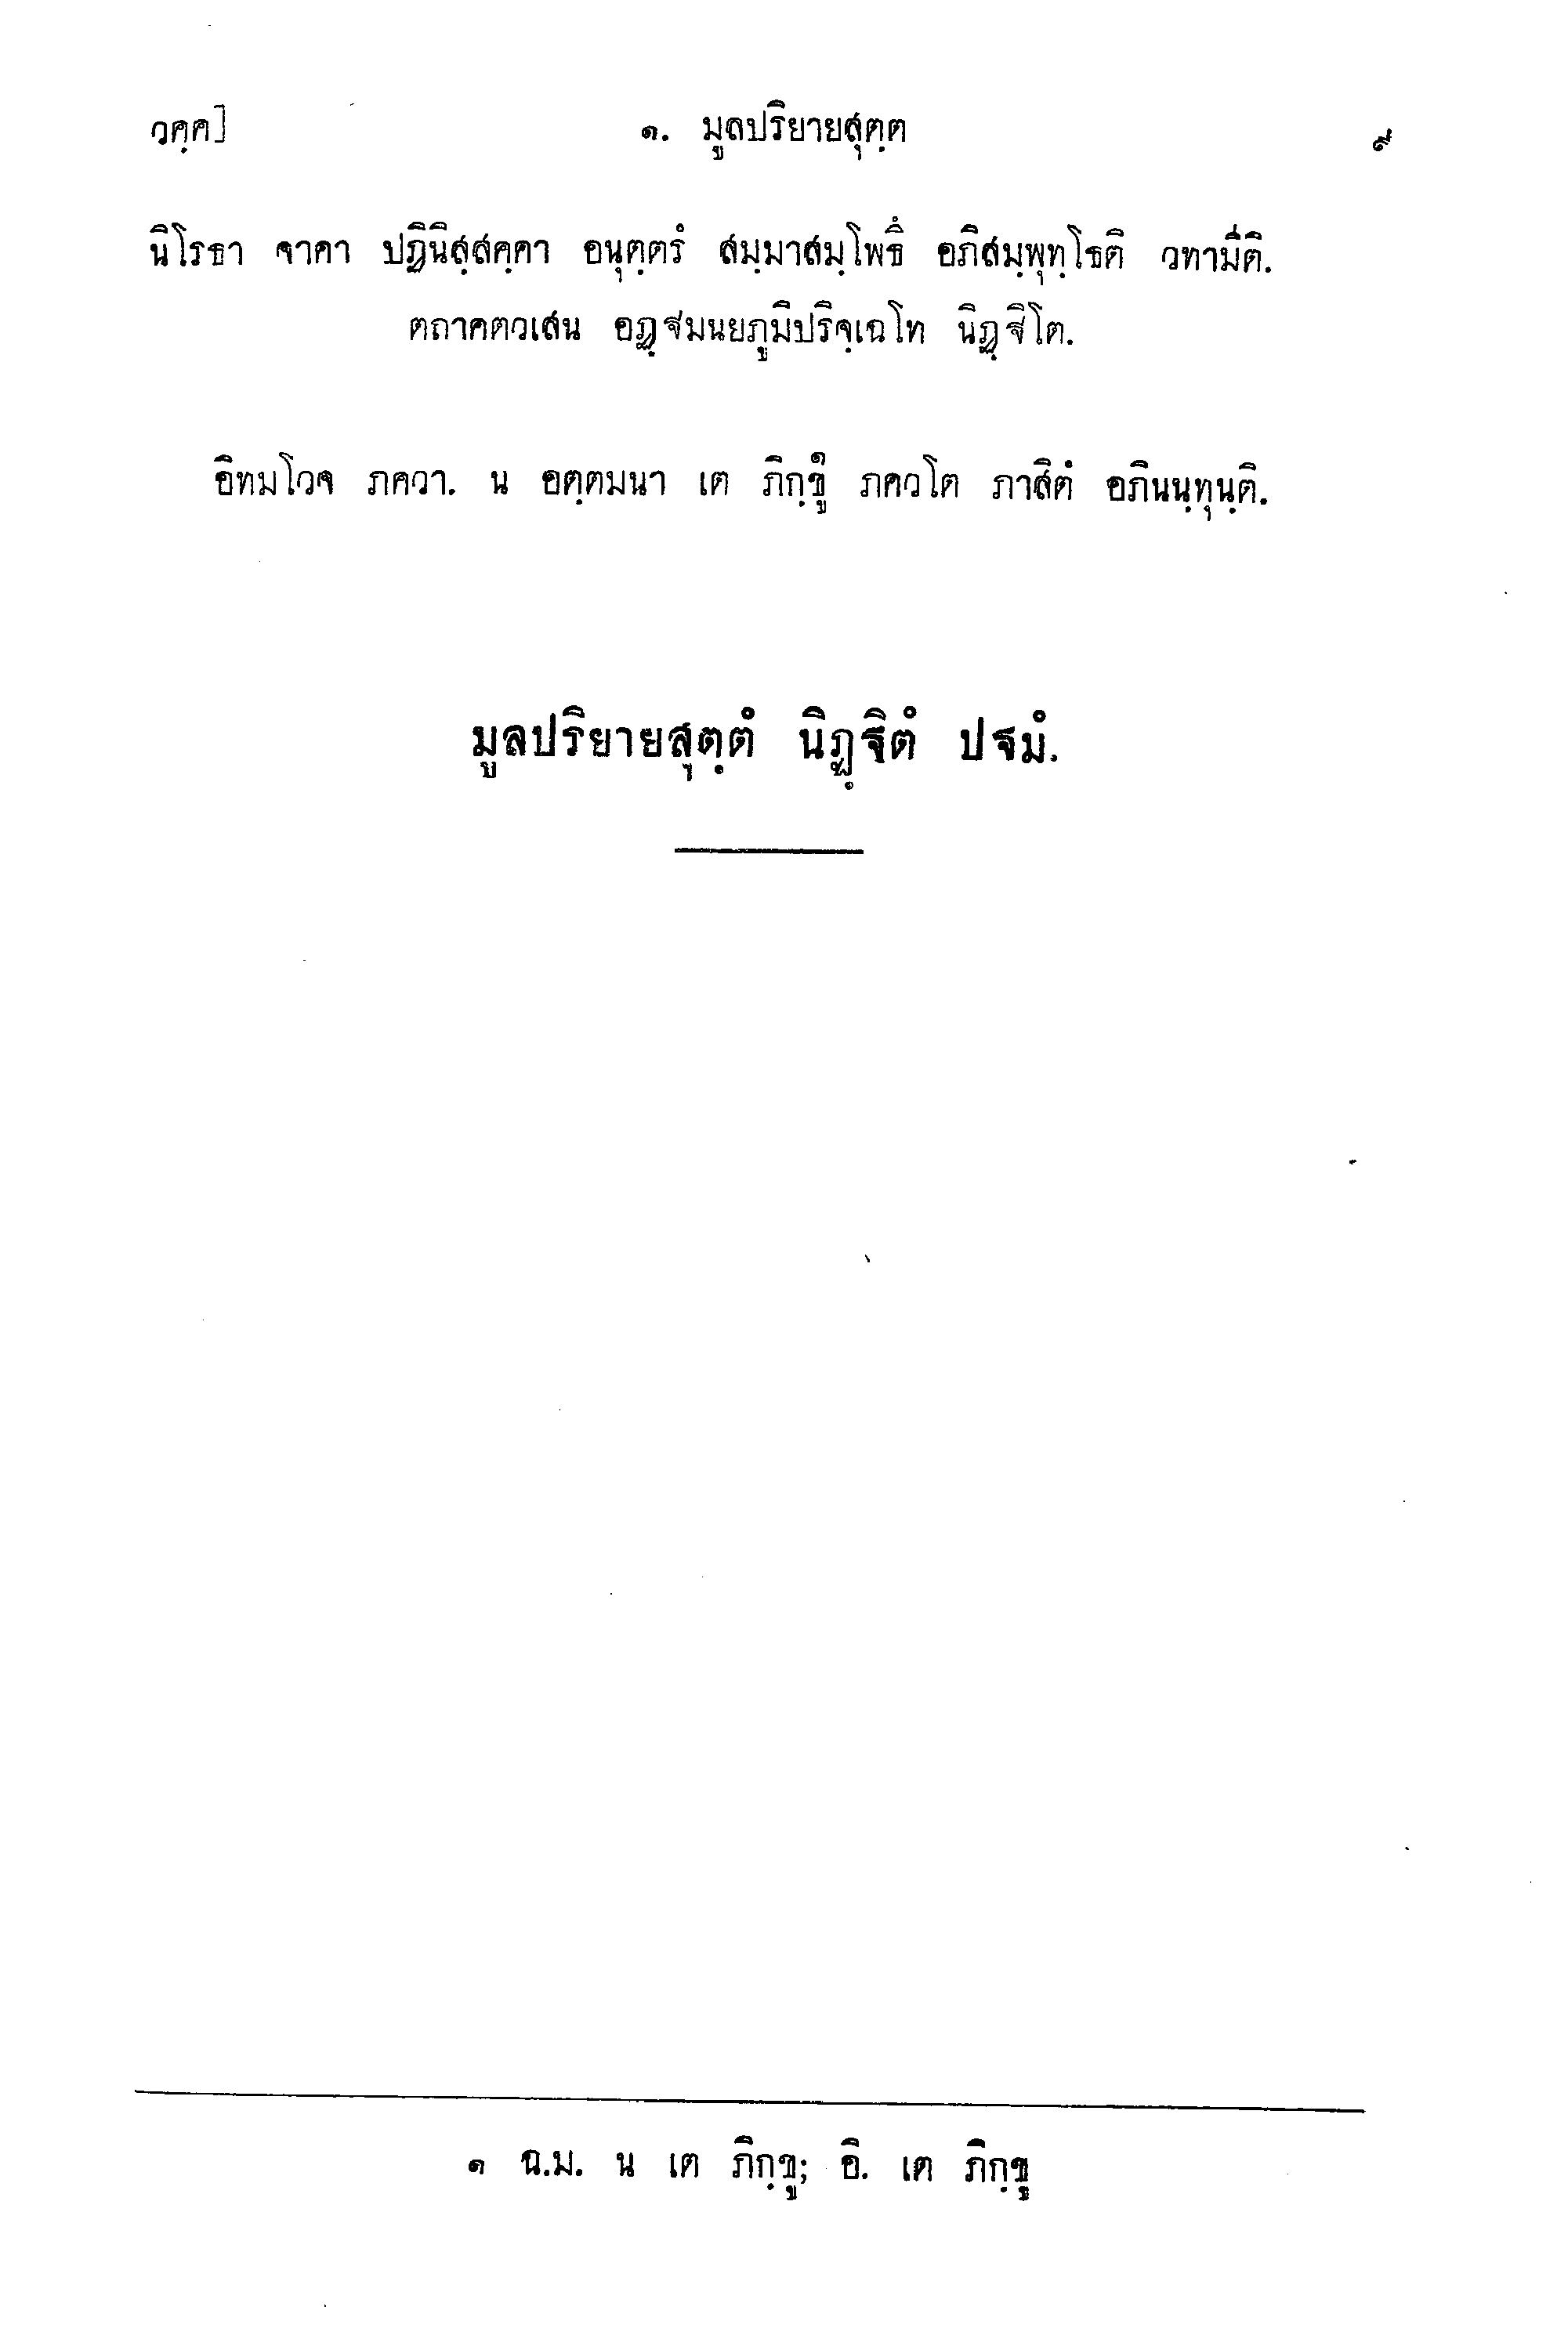 วคฺค] ๑. มูลปริยายสุตฺต ๙
นิโรธา จาคา ปฏินิสฺสคฺคา อนุตฺตรํ สมฺมาสมฺโพธึ อภิสมฺพุทฺโธติ วทามีติ.
ตถาคตวเสน อฏฺฐมนยภูมิปริจฺเฉโท นิฏฺฐิโต.
อิทมโวจ ภควา. น อตฺตมนา เต ภิกฺขู๑ ภควโต ภาสิตํ อภินนฺทุนฺติ.
มูลปริยายสุตฺตํ นิฏฺฐิตํ ปฐมํ.
๑ ฉ.ม. น เต ภิกฺขู; อิ. เต ภิกฺขู